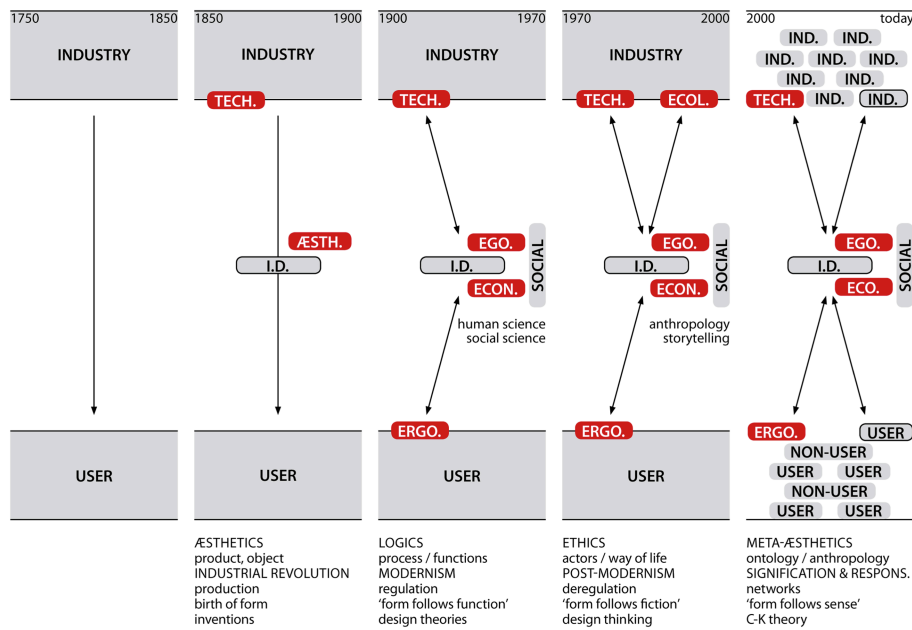 1750 1850
INDUSTRY
USER
1850 1900
INDUSTRY
TECH.
ÆSTH.
I.D.
USER
ÆSTHETICS
product, object
INDUSTRIAL REVOLUTION
production
birth of form
inventions
1900 1970
INDUSTRY
TECH.
EGO.
I.D.
ECON.
SOCIAL
human science
social science
ERGO.
USER
LOGICS
process / functions
MODERNISM
regulation
'form follows function'
design theories
1970 2000
INDUSTRY
TECH. ECOL.
EGO.
I.D.
ECON.
SOCIAL
anthropology
storytelling
ERGO.
USER
ETHICS
actors / way of life
POST-MODERNISM
deregulation
'form follows fiction'
design thinking
2000 today
IND. IND.
IND. IND. IND.
IND. IND.
TECH. IND. IND.
EGO.
I.D.
ECO.
SOCIAL
ERGO. USER
NON-USER
USER USER
NON-USER
USER USER
META-ÆSTHETICS
ontology / anthropology
SIGNIFICATION & RESPONS.
networks
'form follows sense'
C-K theory